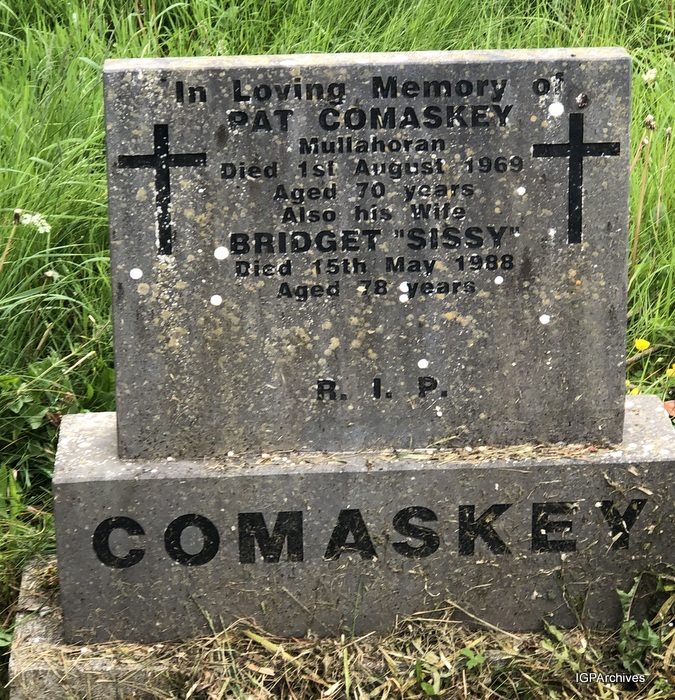 In Loving Memory of
PAT COMASKEY
Mullahoran
Died 1st August 1969
Aged 70 years
Also his Wife
BRIDGET "SISSY"
Died 15th May 1988
Aged 78 years
R. I. P.
COMASKEY
IGPArchives